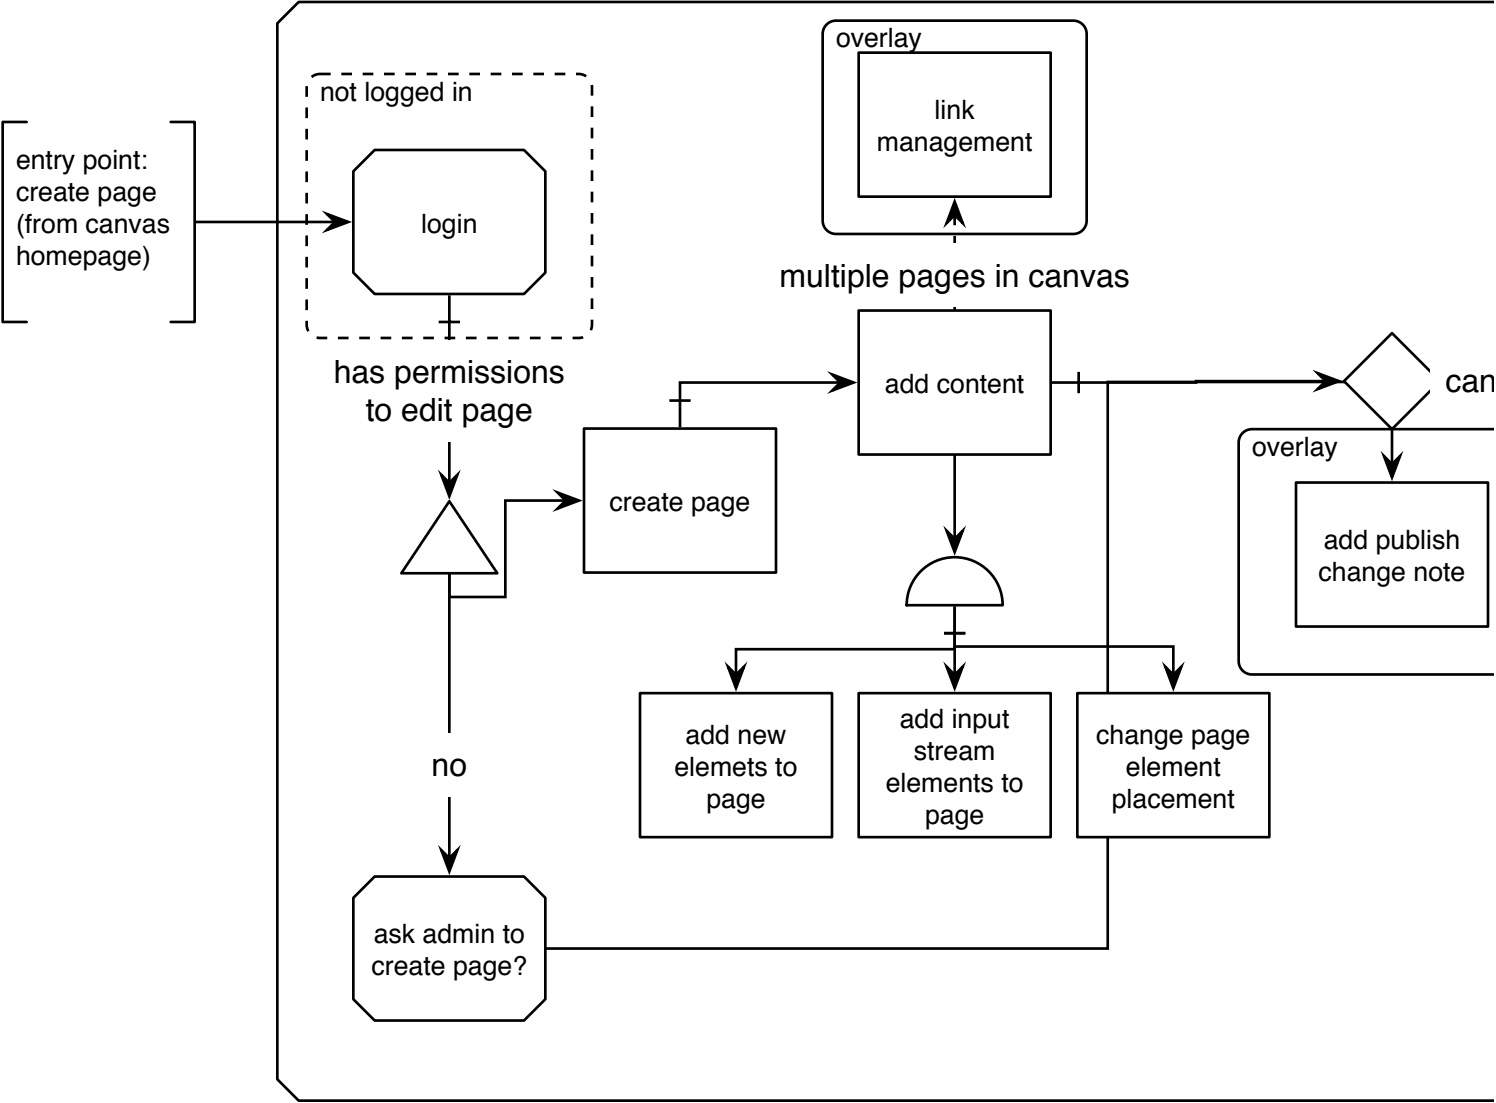 overlay
link
management
not logged in
entry point:
create page
(from canvas
homepage)
login
multiple pages in canvas
has permissions
to edit page
add content
can
overlay
create page
add publish
change note
add new
elemets to
page
add input
stream
elements to
page
change page
element
placement
no
ask admin to
create page?